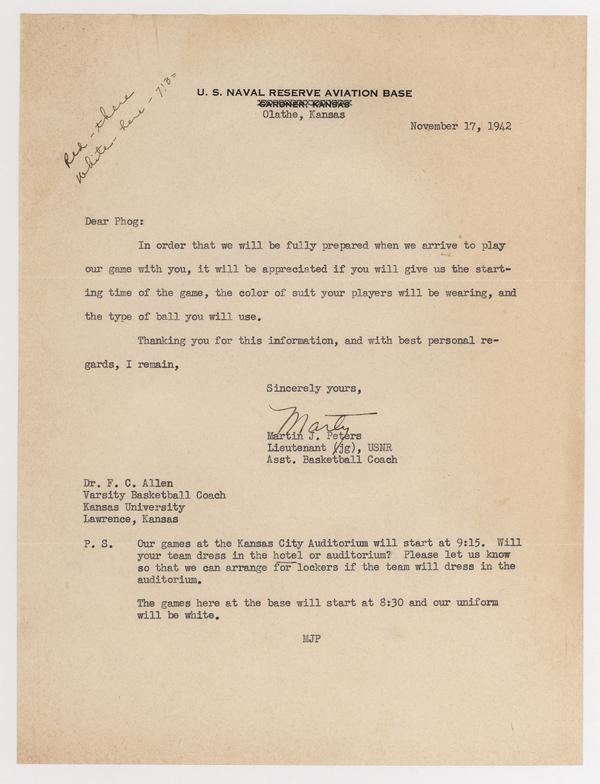 Red - there
White - here - 7:30
U. S. NAVAL RESERVE AVIATION BASE
GARDNER, KANSAS
Olathe, Kansas
November 17, 1942
Dear Phog:
In order that we will be fully prepared when we arrive to play
our game with you, it will be appreciated if you will give us the start-
ing time of the game, the color of suit your players will be wearing, and
the type of ball you will use.
Thanking you for this information, and with best personal re-
gards, I remain,
Sincerely yours,
Marty
Martin J. Peters
Lieutenant (jg), USNR
Asst. Basketball Coach
Dr. F. C. Allen
Varsity Basketball Coach
Kansas University
Lawrence, Kansas
P. S. Our games at the Kansas City Auditorium will start at 9:15. Will
your team dress in the hotel or auditorium? Please let us know
so that we can arrange for lockers if the team will dress in the
auditorium.
The games here at the base will start at 8:30 and our uniform
will be white.
MJP